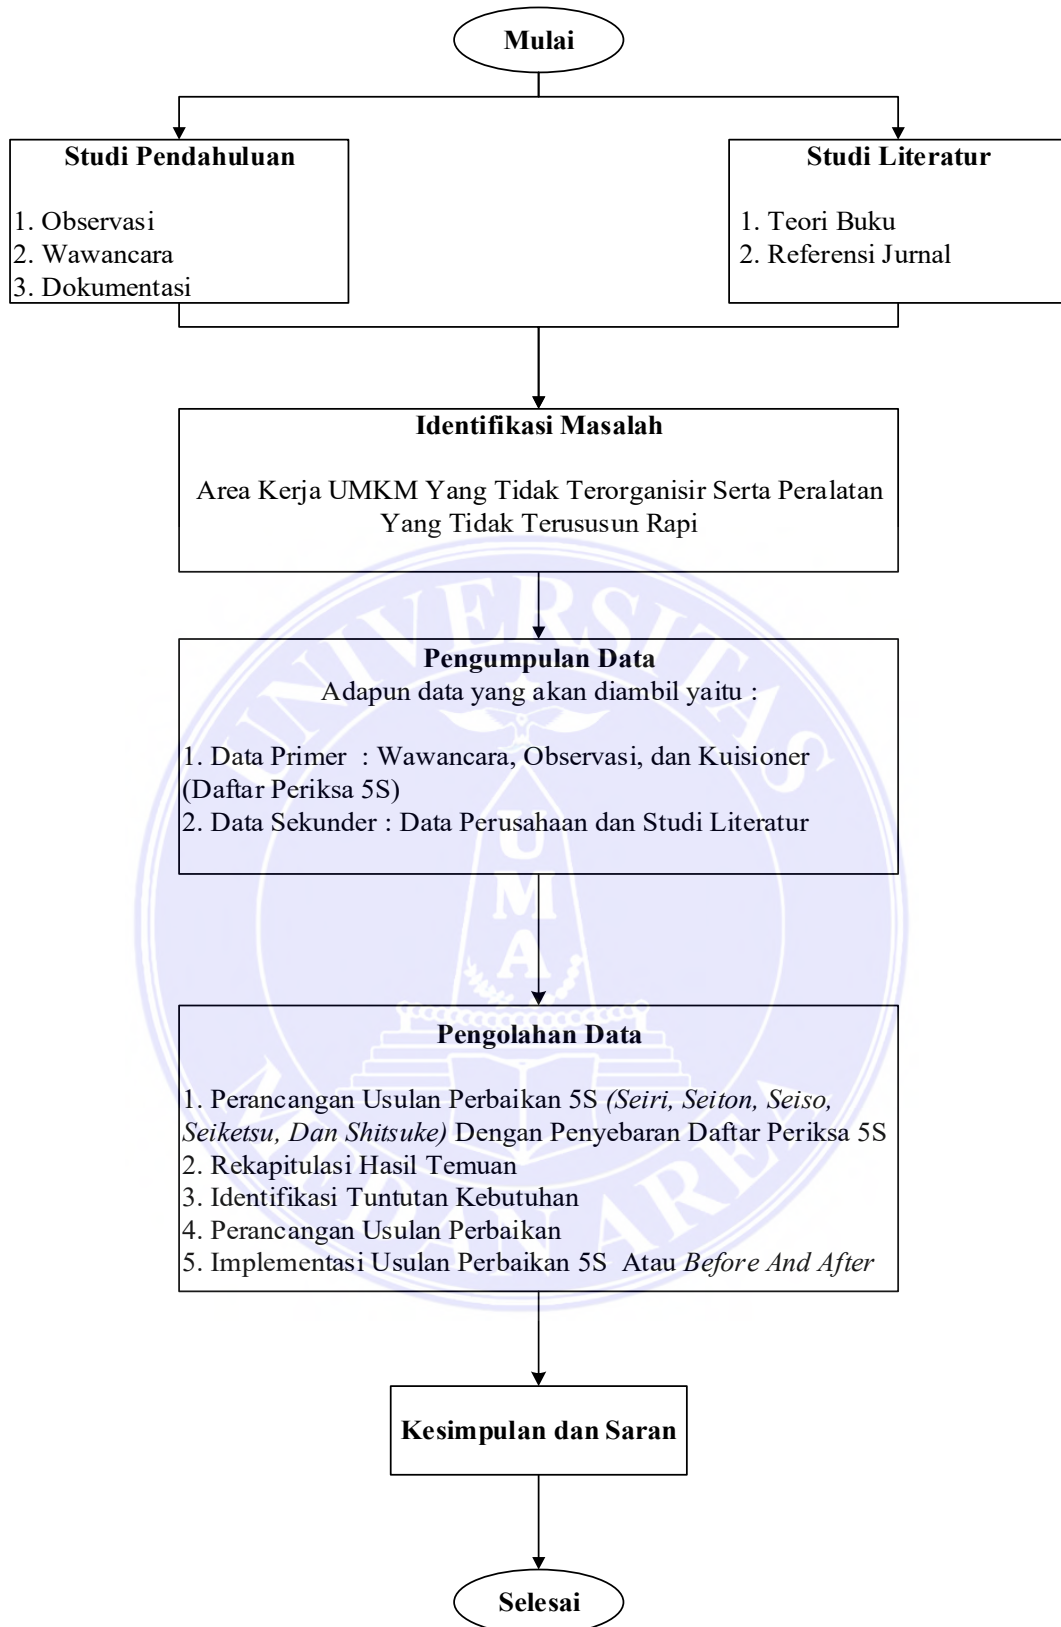 Mulai
Studi Pendahuluan
1. Observasi
2. Wawancara
3. Dokumentasi
Studi Literatur
1. Teori Buku
2. Referensi Jurnal
Identifikasi Masalah
Area Kerja UMKM Yang Tidak Terorganisir Serta Peralatan
Yang Tidak Terususun Rapi
Pengumpulan Data
Adapun data yang akan diambil yaitu :
1. Data Primer : Wawancara, Observasi, dan Kuisioner
(Daftar Periksa 5S)
2. Data Sekunder : Data Perusahaan dan Studi Literatur
Pengolahan Data
1. Perancangan Usulan Perbaikan 5S (Seiri, Seiton, Seiso,
Seiketsu, Dan Shitsuke) Dengan Penyebaran Daftar Periksa 5S
2. Rekapitulasi Hasil Temuan
3. Identifikasi Tuntutan Kebutuhan
4. Perancangan Usulan Perbaikan
5. Implementasi Usulan Perbaikan 5S Atau Before And After
Kesimpulan dan Saran
Selesai
UNIVERSITAS
UMA
MEDAN AREA